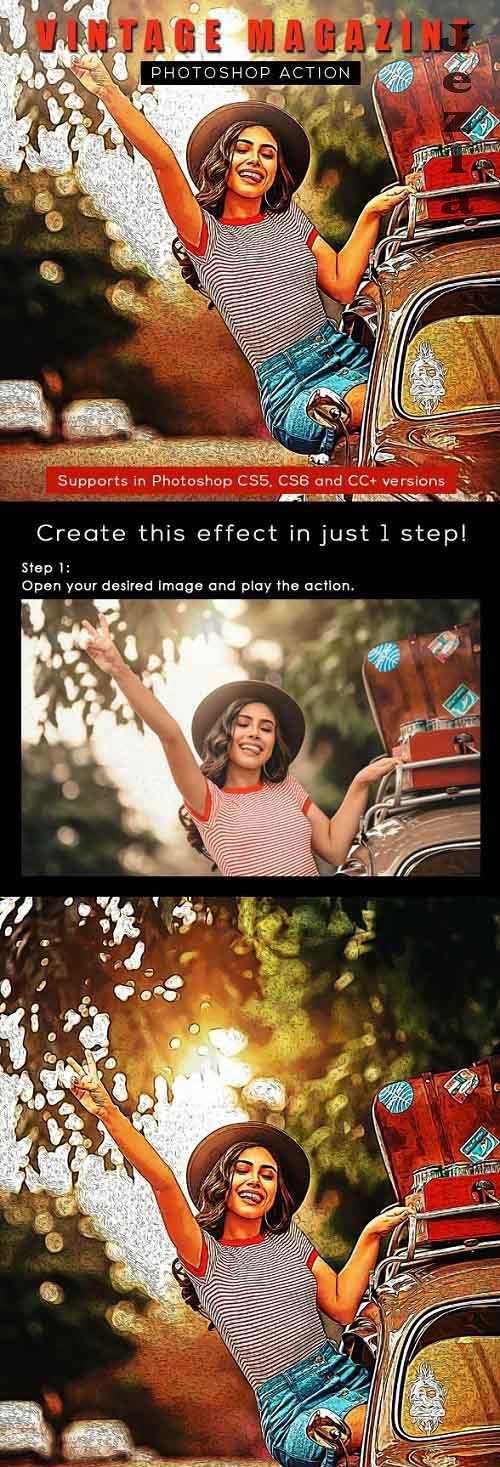 VINTAGE MAGAZINE
PHOTOSHOP ACTION
Jezla
Supports in Photoshop CS5, CS6 and CC+ versions
Create this effect in just 1 step!
Step 1:
Open your desired image and play the action.